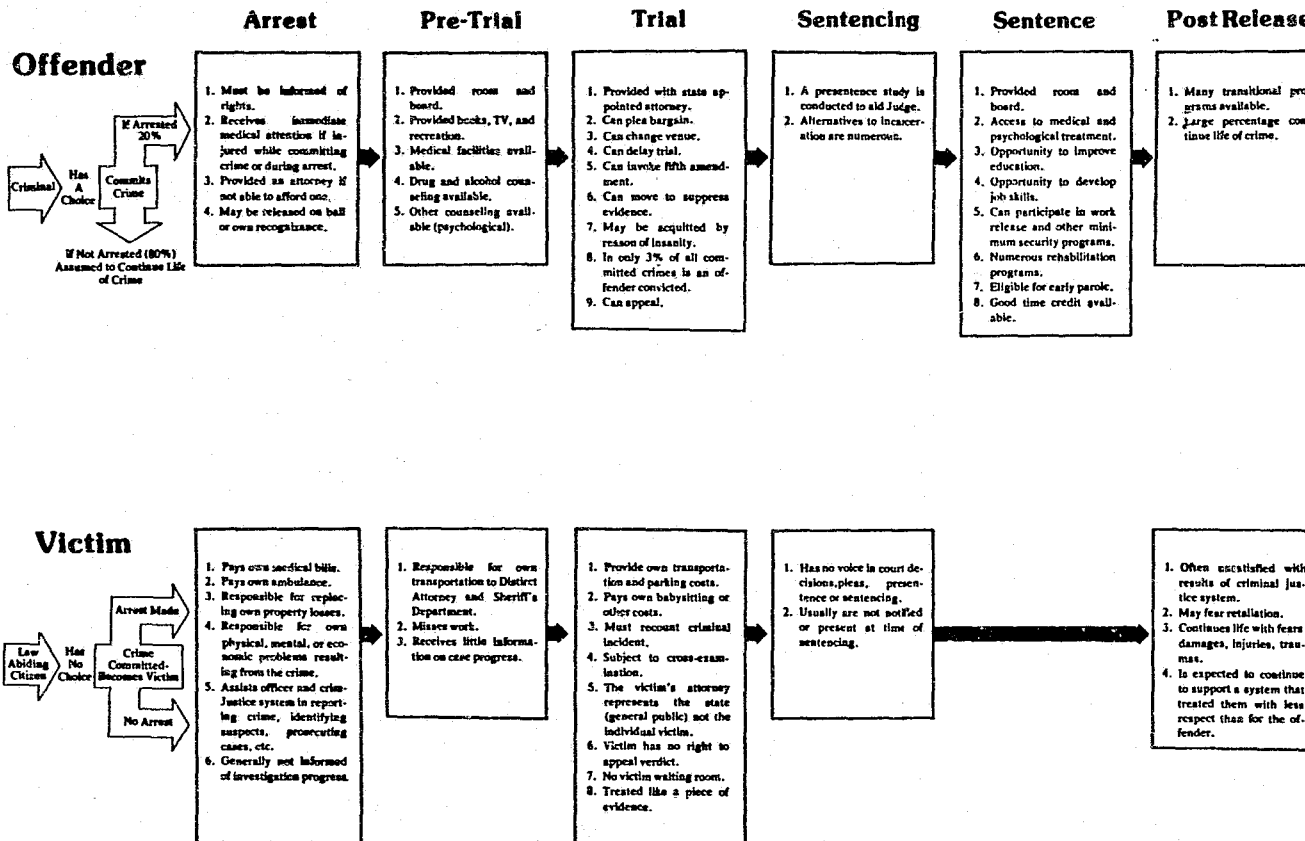 Arrest
Pre-Trial
Trial
Sentencing
Sentence
Post Release
Offender
Criminal
Has
A
Choice
Commits
Crime
If Arrested
20%
If Not Arrested (80%)
Assumed to Continue Life
of Crime
1. Must be informed of
rights.
2. Receives immediate
medical attention if in-
jured while committing
crime or during arrest.
3. Provided an attorney if
not able to afford one.
4. May be released on bail
or own recognizance.
1. Provided room and
board.
2. Provided books, TV, and
recreation.
3. Medical facilities avail-
able.
4. Drug and alcohol coun-
seling available.
5. Other counseling avail-
able (psychological).
1. Provided with state ap-
pointed attorney.
2. Can plea bargain.
3. Can change venue.
4. Can delay trial.
5. Can invoke fifth amend-
ment.
6. Can move to suppress
evidence.
7. May be acquitted by
reason of insanity.
8. In only 3% of all com-
mitted crimes is an of-
fender convicted.
9. Can appeal.
1. A presentence study is
conducted to aid Judge.
2. Alternatives to incarcer-
ation are numerous.
1. Provided room and
board.
2. Access to medical and
psychological treatment.
3. Opportunity to improve
education.
4. Opportunity to develop
job skills.
5. Can participate in work
release and other mini-
mum security programs.
6. Numerous rehabilitation
programs.
7. Eligible for early parole.
8. Good time credit avail-
able.
1. Many transitional pro
grams available.
2. Large percentage con
tinue life of crime.
Victim
Law
Abiding
Citizen
Has
No
Choice
Crime
Committed-
Becomes Victim
Arrest Made
No Arrest
1. Pays own medical bills.
2. Pays own ambulance.
3. Responsible for replac-
ing own property losses.
4. Responsible for own
physical, mental, or eco-
nomic problems result-
ing from the crime.
5. Assists officer and crim-
Justice system in report-
ing crime, identifying
suspects, prosecuting
cases, etc.
6. Generally not informed
of investigation progress.
1. Responsible for own
transportation to District
Attorney and Sheriff's
Department.
2. Misses work.
3. Receives little informa-
tion on case progress.
1. Provide own transporta-
tion and parking costs.
2. Pays own babysitting or
other costs.
3. Must recount criminal
incident.
4. Subject to cross-exam-
ination.
5. The victim's attorney
represents the state
(general public) not the
individual victim.
6. Victim has no right to
appeal verdict.
7. No victim waiting room.
8. Treated like a piece of
evidence.
1. Has no voice in court de-
cisions, pleas, presen-
tence or sentencing.
2. Usually are not notified
or present at time of
sentencing.
1. Often unsatisfied with
results of criminal jus-
tice system.
2. May fear retaliation.
3. Continues life with fears
damages, injuries, trau-
mas.
4. Is expected to continue
to support a system that
treated them with less
respect than for the of-
fender.